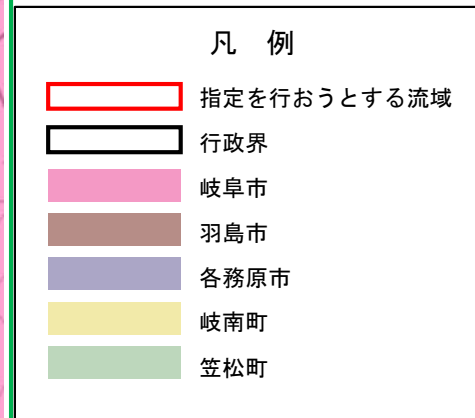 凡 例
指定を行おうとする流域
行政界
岐阜市
羽島市
各務原市
岐南町
笠松町